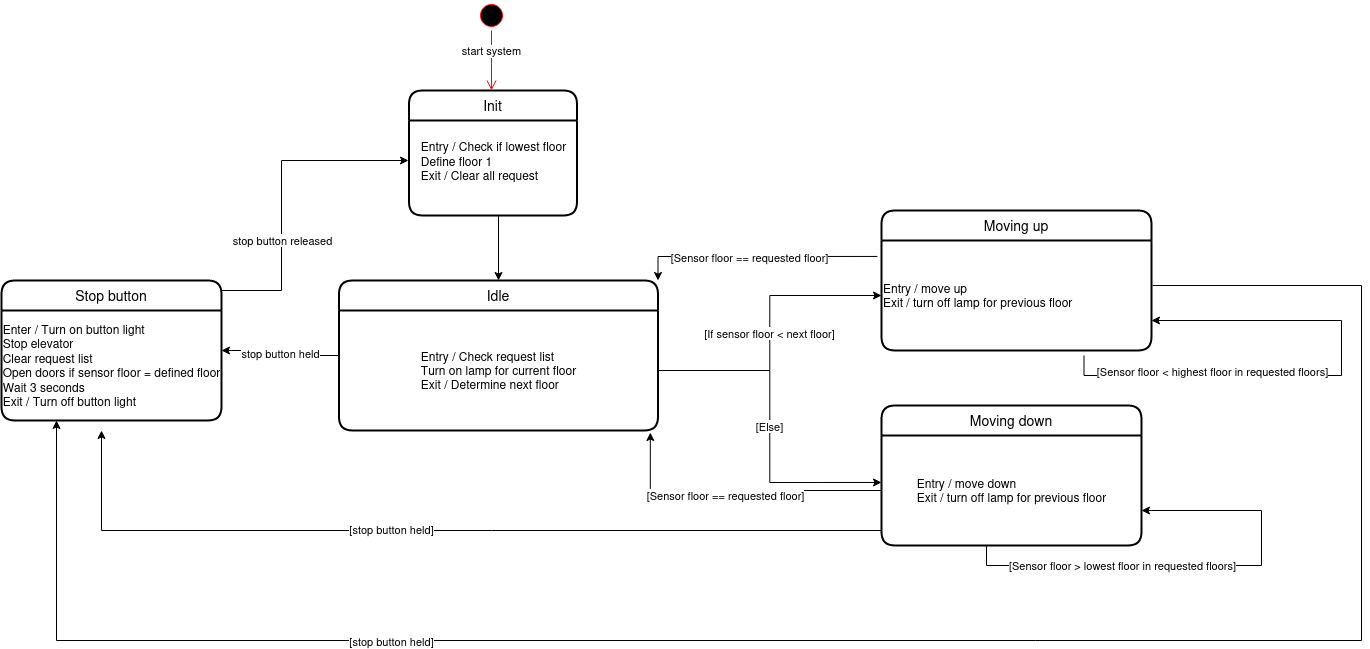 start system
Init
Entry / Check if lowest floor
Define floor 1
Exit / Clear all request
stop button released
Moving up
[Sensor floor == requested floor]
Entry / move up
Exit / turn off lamp for previous floor
Stop button
Idle
Enter / Turn on button light
Stop elevator
Clear request list
Open doors if sensor floor = defined floor
Wait 3 seconds
Exit / Turn off button light
stop button held
Entry / Check request list
Turn on lamp for current floor
Exit / Determine next floor
[If sensor floor < next floor]
[Sensor floor < highest floor in requested floors]
[Else]
Moving down
Entry / move down
Exit / turn off lamp for previous floor
[Sensor floor == requested floor]
[stop button held]
[Sensor floor > lowest floor in requested floors]
[stop button held]